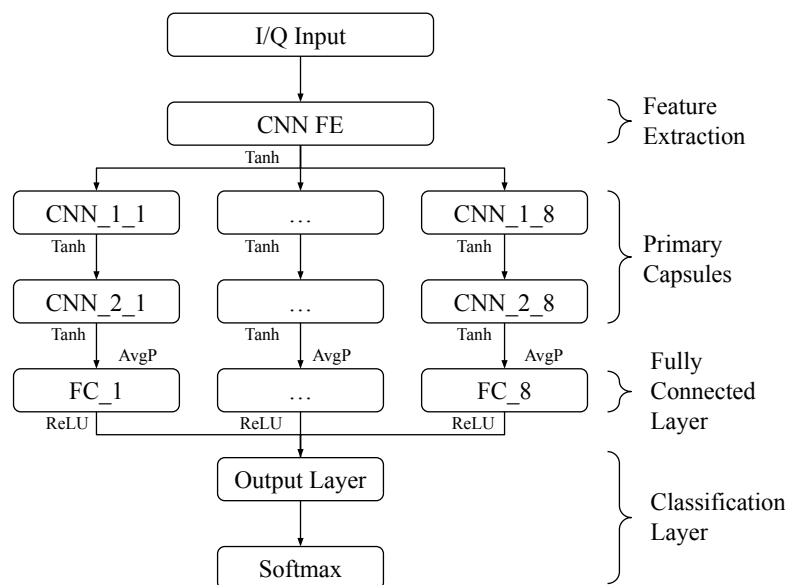 I/Q Input
CNN FE
Feature
Extraction
Tanh
CNN_1_1
…
CNN_1_8
Tanh
Tanh
Tanh
Primary
Capsules
CNN_2_1
…
CNN_2_8
Tanh
Tanh
Tanh
AvgP
AvgP
AvgP
FC_1
…
FC_8
Fully
Connected
Layer
ReLU
ReLU
ReLU
Output Layer
Classification
Layer
Softmax